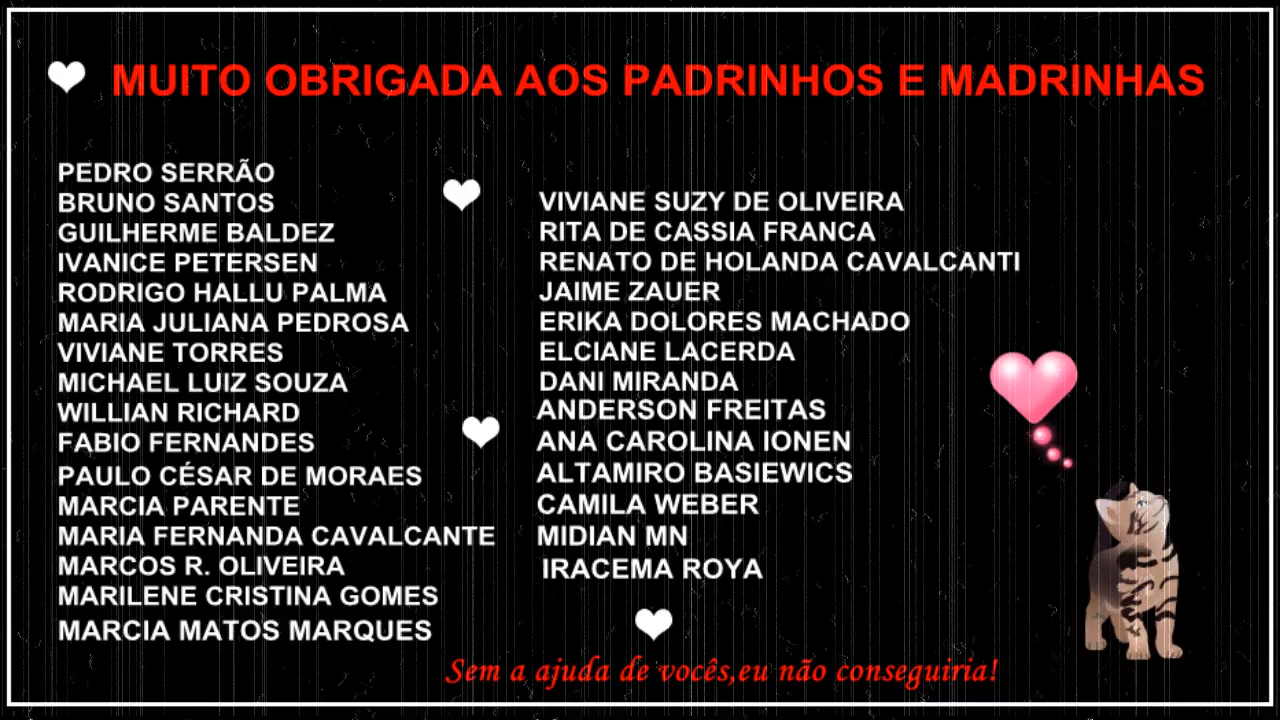 MUITO OBRIGADA AOS PADRINHOS E MADRINHAS
PEDRO SERRÃO
BRUNO SANTOS
GUILHERME BALDEZ
IVANICE PETERSEN
RODRIGO HALLU PALMA
MARIA JULIANA PEDROSA
VIVIANE TORRES
MICHAEL LUIZ SOUZA
WILLIAN RICHARD
FABIO FERNANDES
PAULO CÉSAR DE MORAES
MARCIA PARENTE
MARIA FERNANDA CAVALCANTE
MARCOS R. OLIVEIRA
MARILENE CRISTINA GOMES
MARCIA MATOS MARQUES
VIVIANE SUZY DE OLIVEIRA
RITA DE CASSIA FRANCA
RENATO DE HOLANDA CAVALCANTI
JAIME ZAUER
ERIKA DOLORES MACHADO
ELCIANE LACERDA
DANI MIRANDA
ANDERSON FREITAS
ANA CAROLINA IONEN
ALTAMIRO BASIEWICS
CAMILA WEBER
MIDIAN MN
IRACEMA ROYA
Sem a ajuda de vocês,eu não conseguiria!